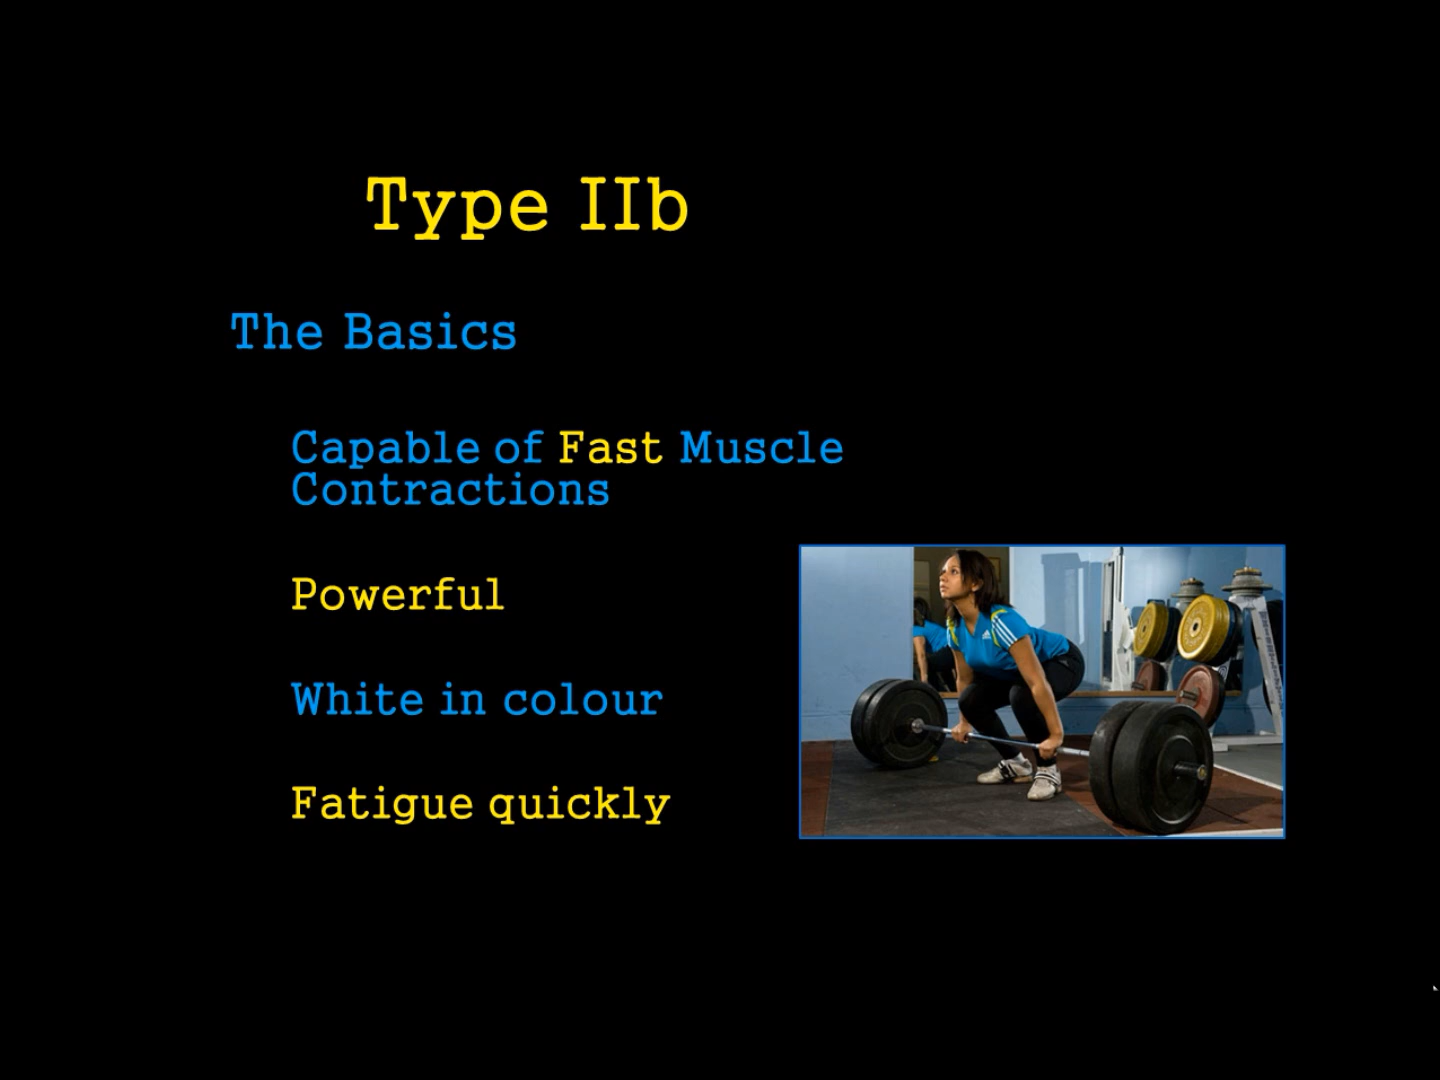 Type IIb
The Basics
Capable of Fast Muscle
Contractions
Powerful
White in colour
Fatigue quickly